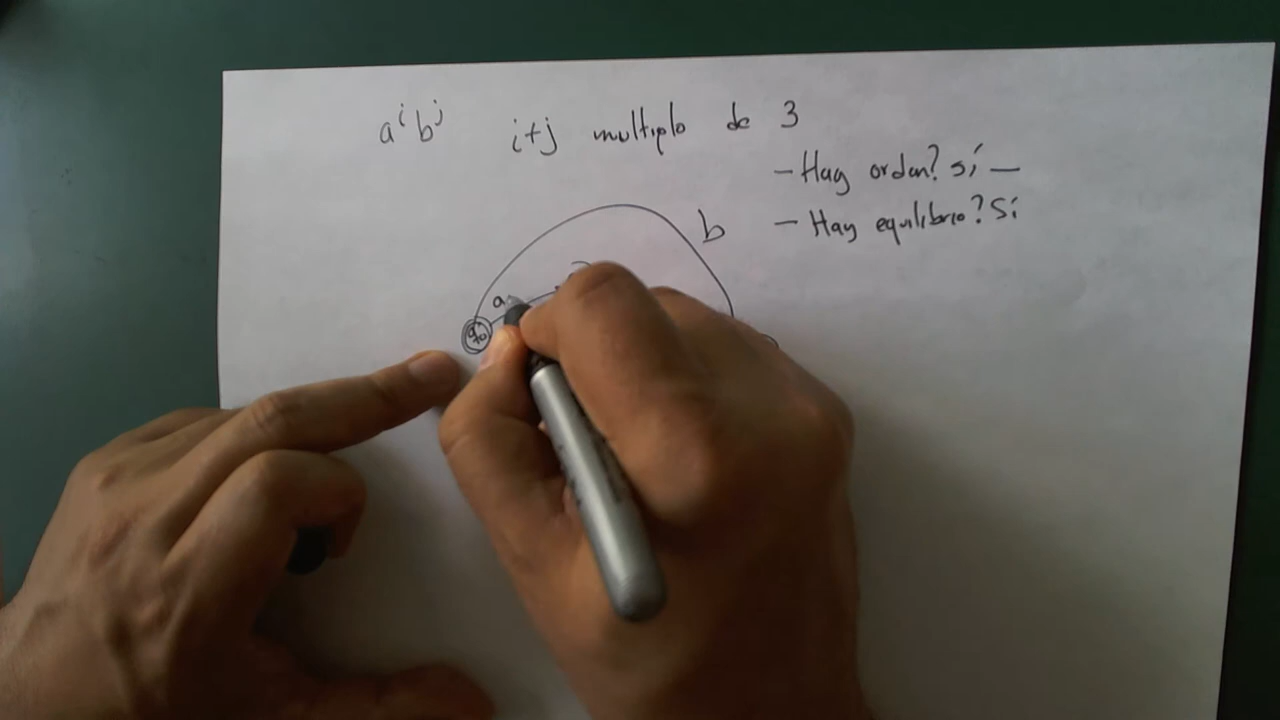 aⁱbʲ i+j multiplo de 3
- Hay orden? sí -
- Hay equilibrio? Sí
b
a
q₀